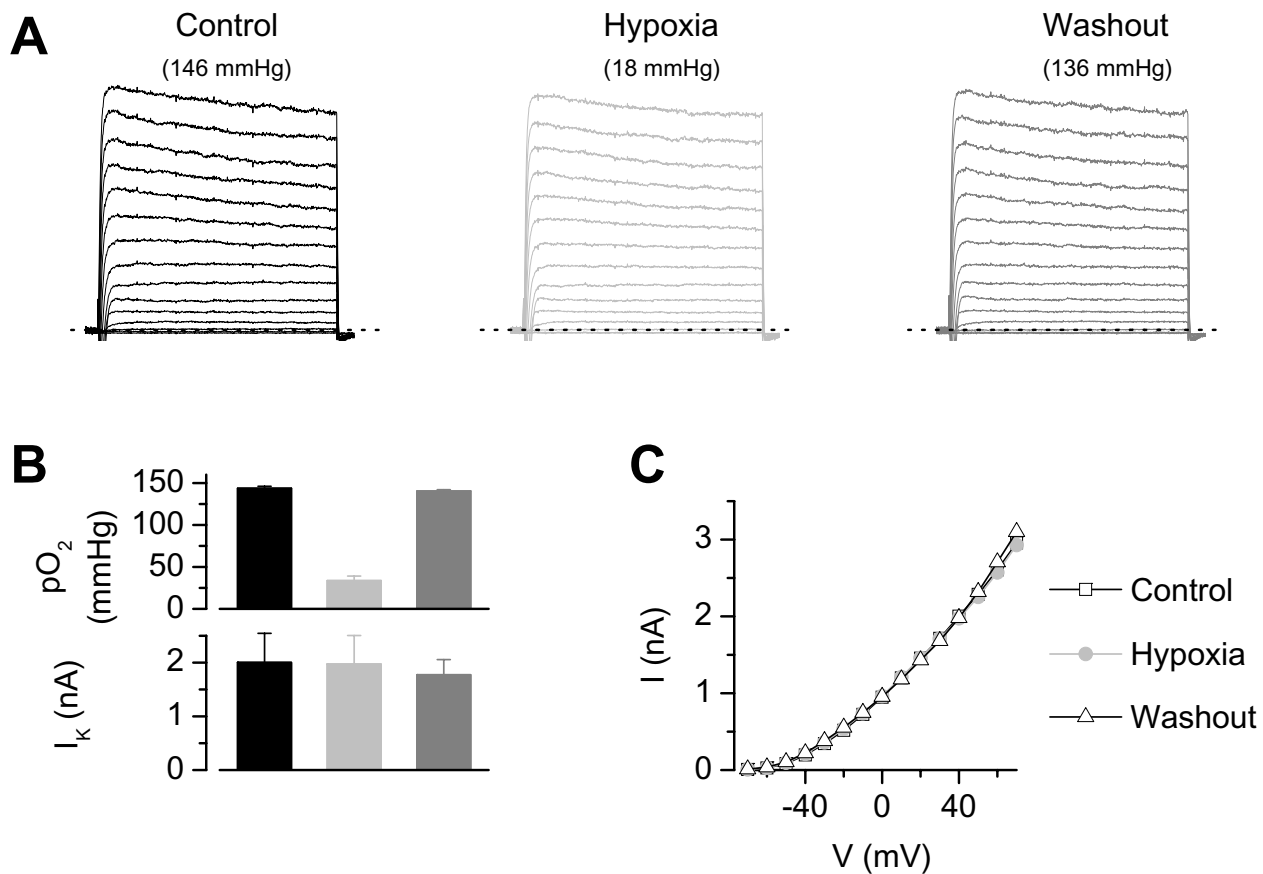 A
Control
Hypoxia
Washout
(146 mmHg)
(18 mmHg)
(136 mmHg)
B
pO2
(mmHg)
150
100
50
0
IK (nA)
2
1
0
C
I (nA)
3
2
1
0
-40
0
40
V (mV)
Control
Hypoxia
Washout